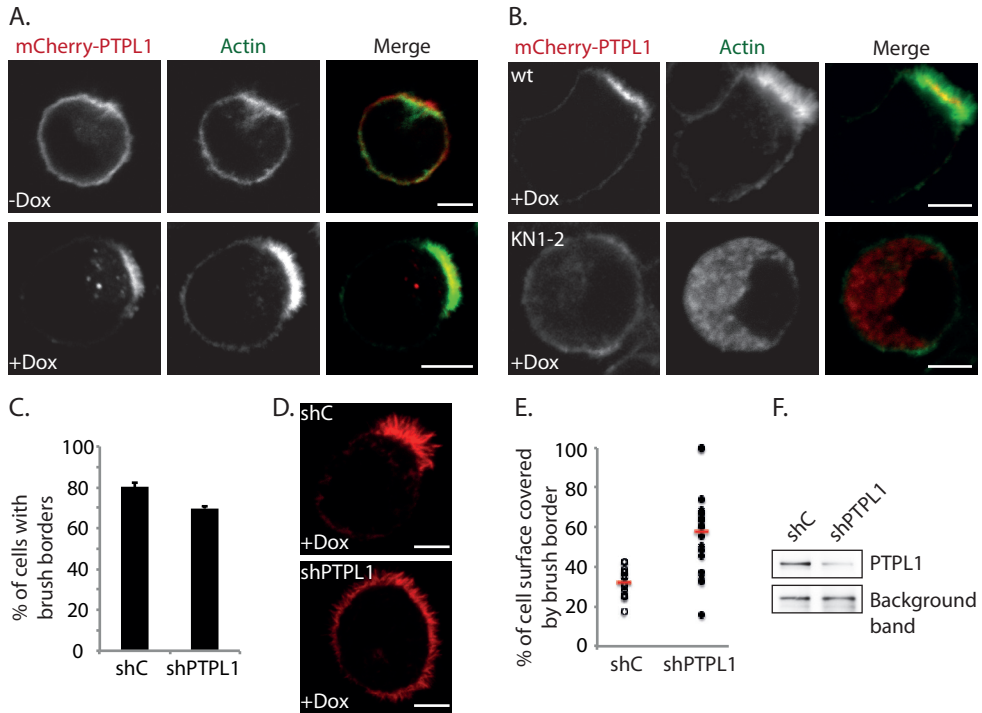 A.
mCherry-PTPL1 Actin Merge
-Dox
+Dox
B.
mCherry-PTPL1 Actin Merge
wt
+Dox
KN1-2
+Dox
C.
% of cells with
brush borders
100
80
60
40
20
0
shC shPTPL1
D.
shC
+Dox
shPTPL1
+Dox
E.
% of cell surface covered
by brush border
100
80
60
40
20
0
shC shPTPL1
F.
shC shPTPL1
PTPL1
Background
band